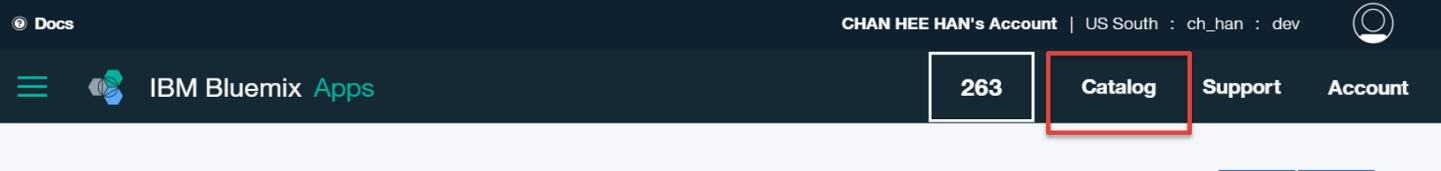 Docs
CHAN HEE HAN's Account | US South : ch_han : dev
IBM Bluemix Apps
263
Catalog
Support
Account